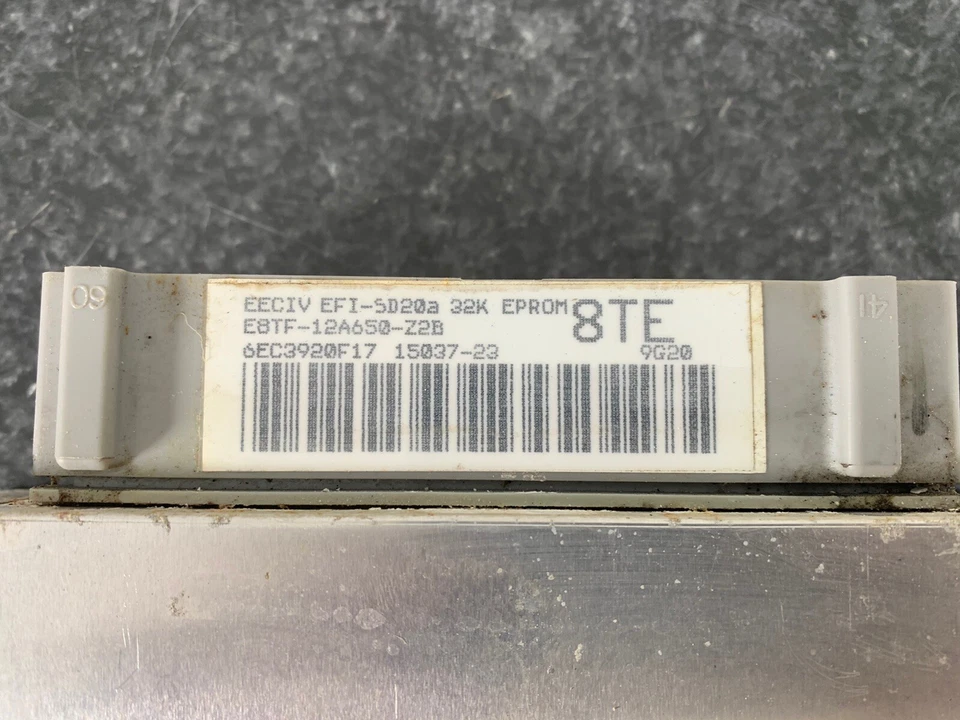 EECIV EFI-SD20a 32K EPROM 8TE
E8TF-12A650-Z2B
6EC3920F17 15037-23 9G20
60
41